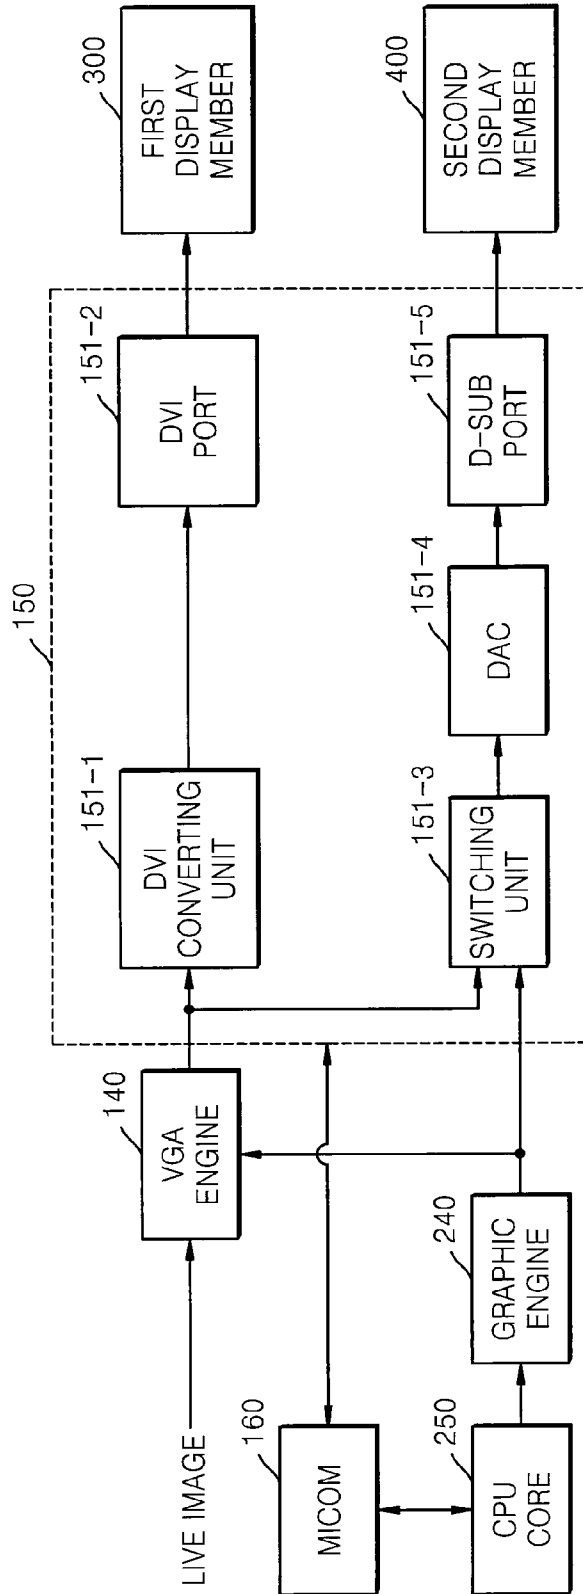 LIVE IMAGE
160
MICOM
250
CPU
CORE
140
VGA
ENGINE
240
GRAPHIC
ENGINE
150
151-1
DVI
CONVERTING
UNIT
151-3
SWITCHING
UNIT
151-4
DAC
151-2
DVI
PORT
151-5
D-SUB
PORT
300
FIRST
DISPLAY
MEMBER
400
SECOND
DISPLAY
MEMBER